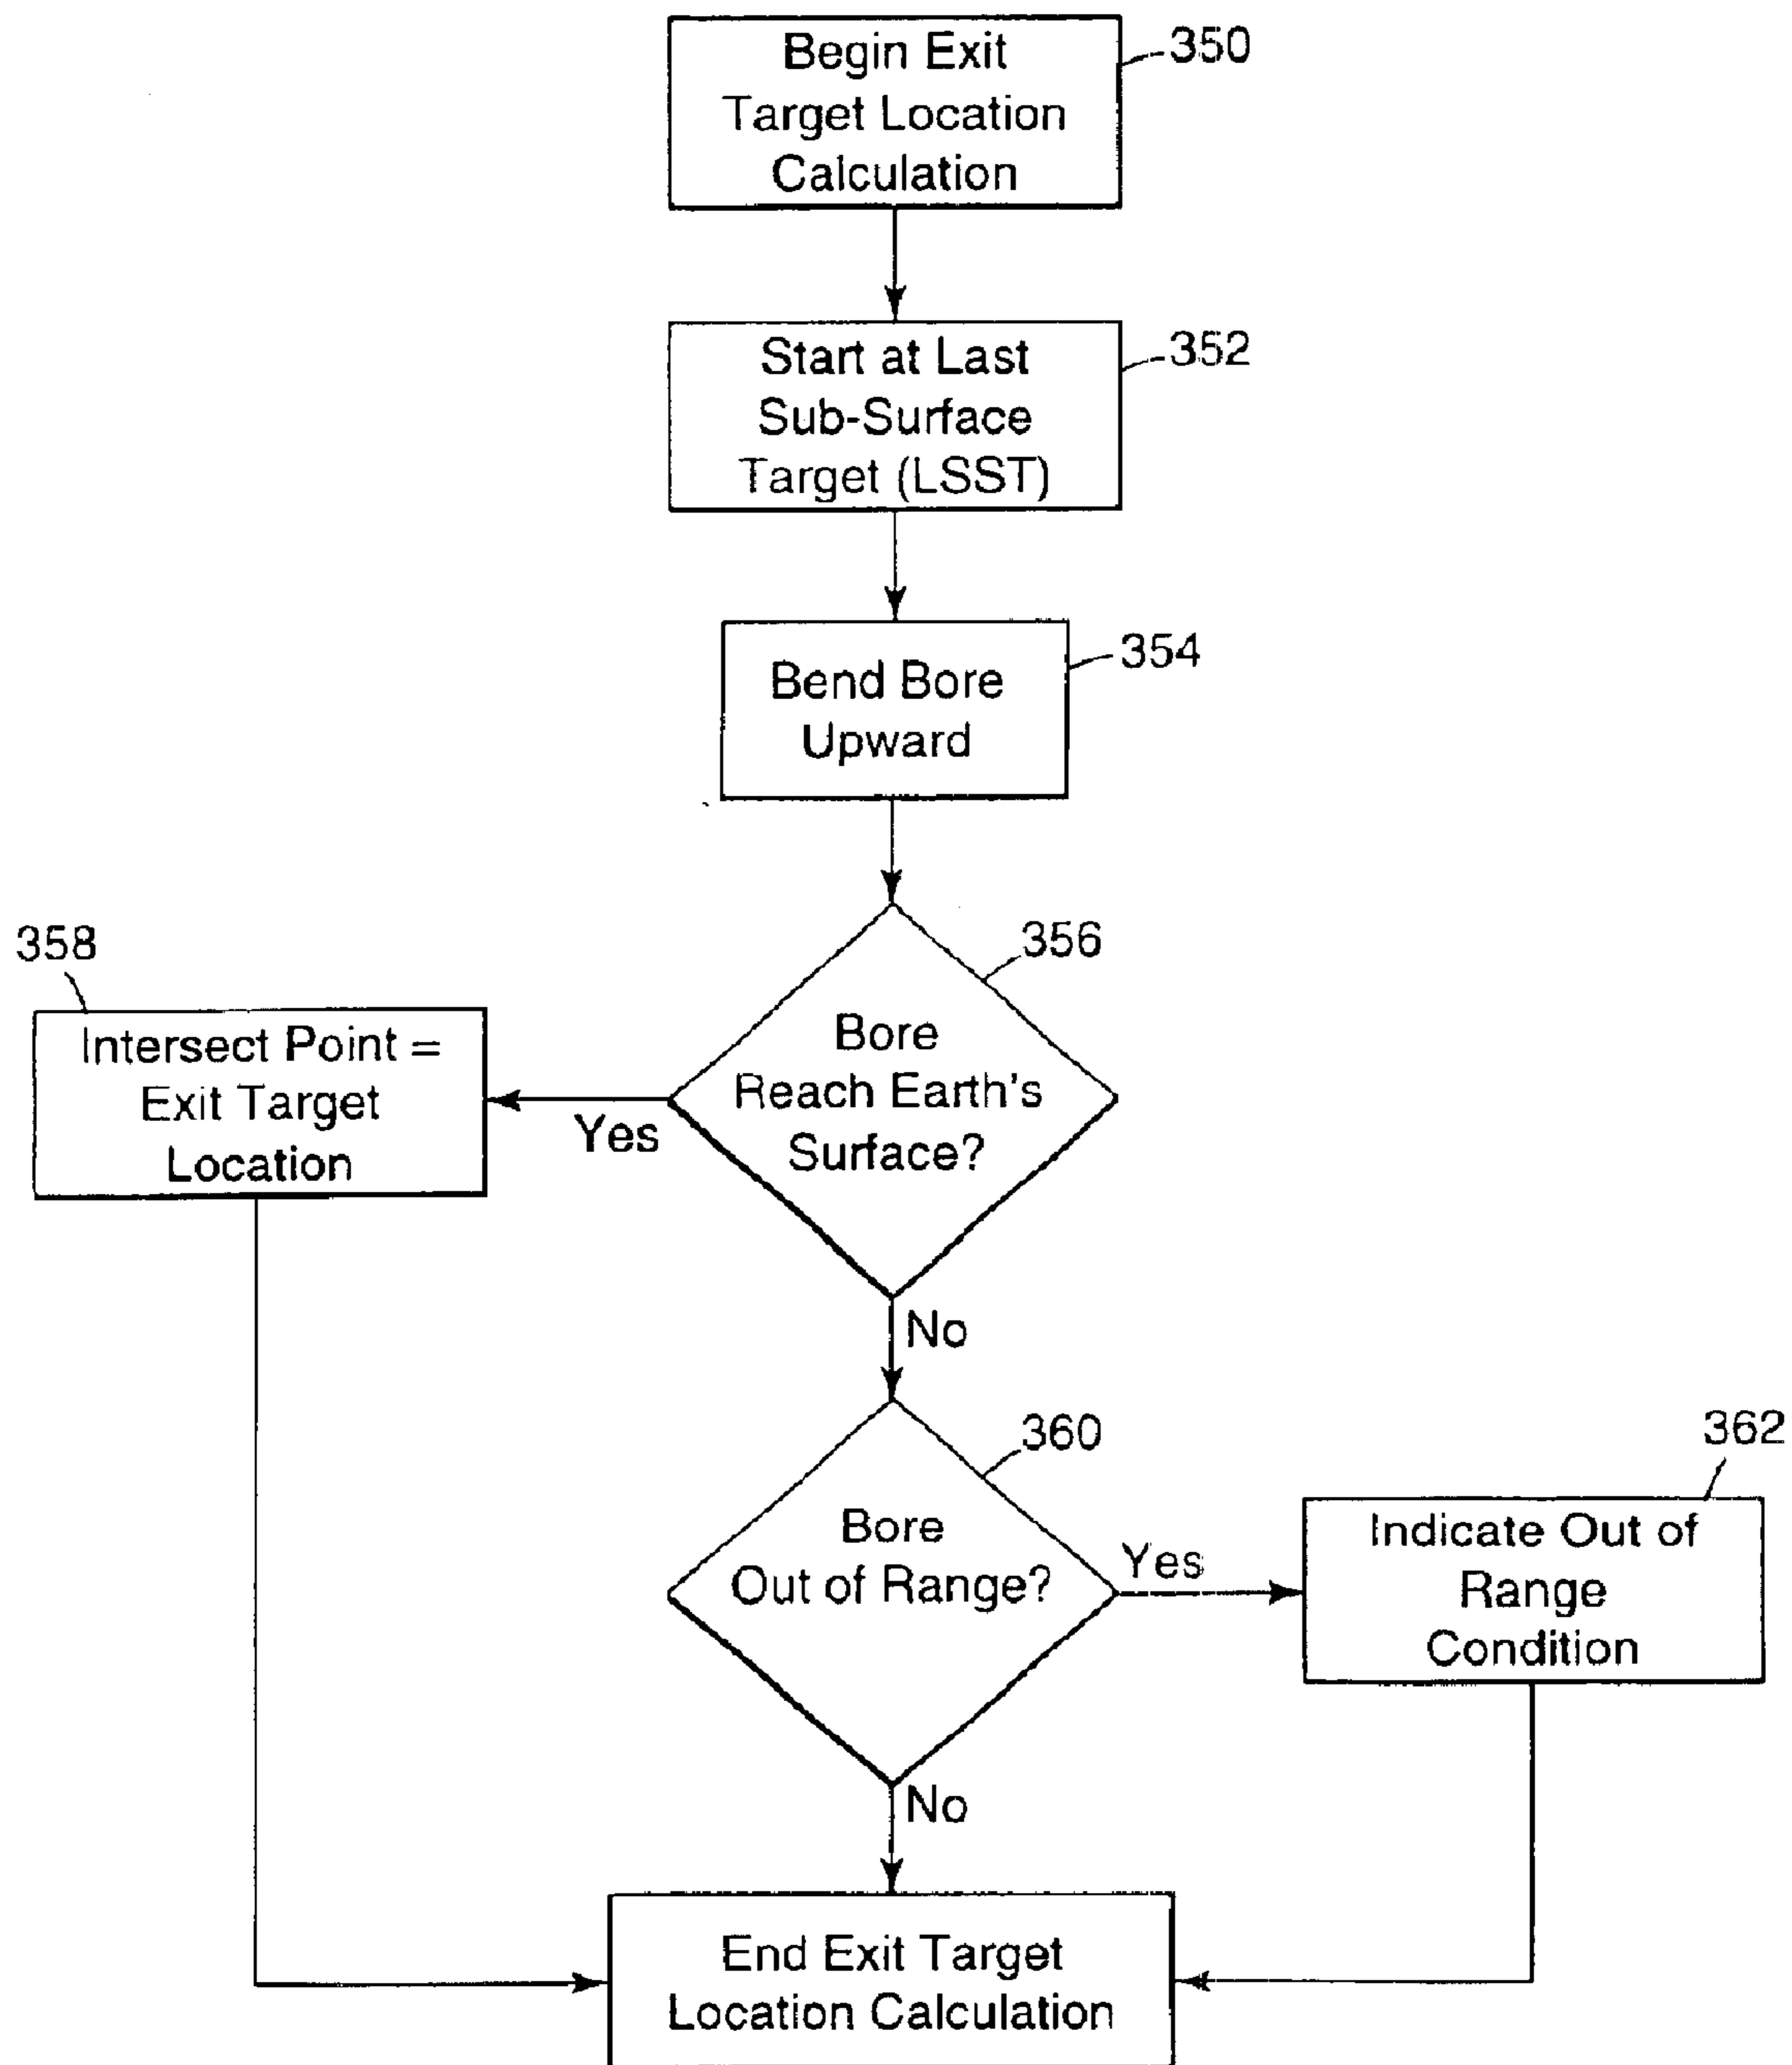 Begin Exit
Target Location
Calculation
350
Start at Last
Sub-Surface
Target (LSST)
352
Bend Bore
Upward
354
356
Bore
Reach Earth's
Surface?
Yes
358
Intersect Point =
Exit Target
Location
No
360
Bore
Out of Range?
Yes
362
Indicate Out of
Range
Condition
No
End Exit Target
Location Calculation